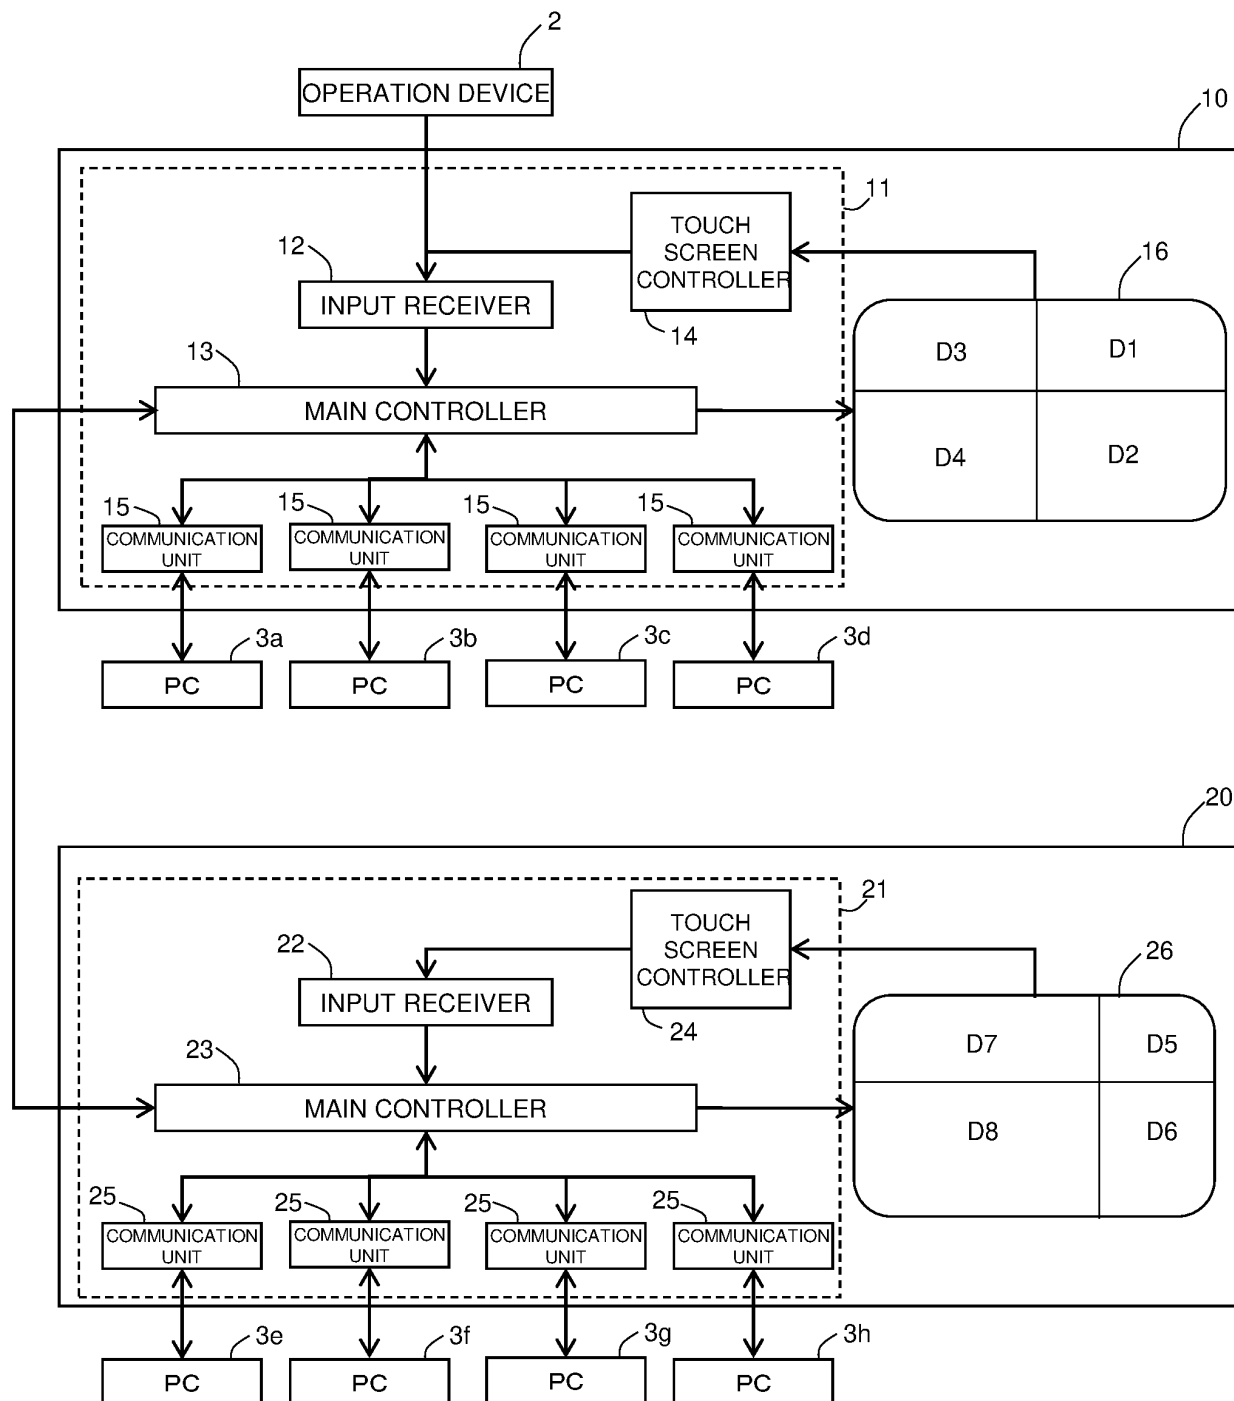 2
OPERATION DEVICE
10
11
TOUCH
SCREEN
CONTROLLER
12
16
INPUT RECEIVER
14
D3
D1
13
MAIN CONTROLLER
D4
D2
15
15
15
15
COMMUNICATION
UNIT
COMMUNICATION
UNIT
COMMUNICATION
UNIT
COMMUNICATION
UNIT
3a
3b
3c
3d
PC
PC
PC
PC
20
21
TOUCH
SCREEN
CONTROLLER
22
26
INPUT RECEIVER
24
D7
D5
23
MAIN CONTROLLER
D8
D6
25
25
25
25
COMMUNICATION
UNIT
COMMUNICATION
UNIT
COMMUNICATION
UNIT
COMMUNICATION
UNIT
3e
3f
3g
3h
PC
PC
PC
PC